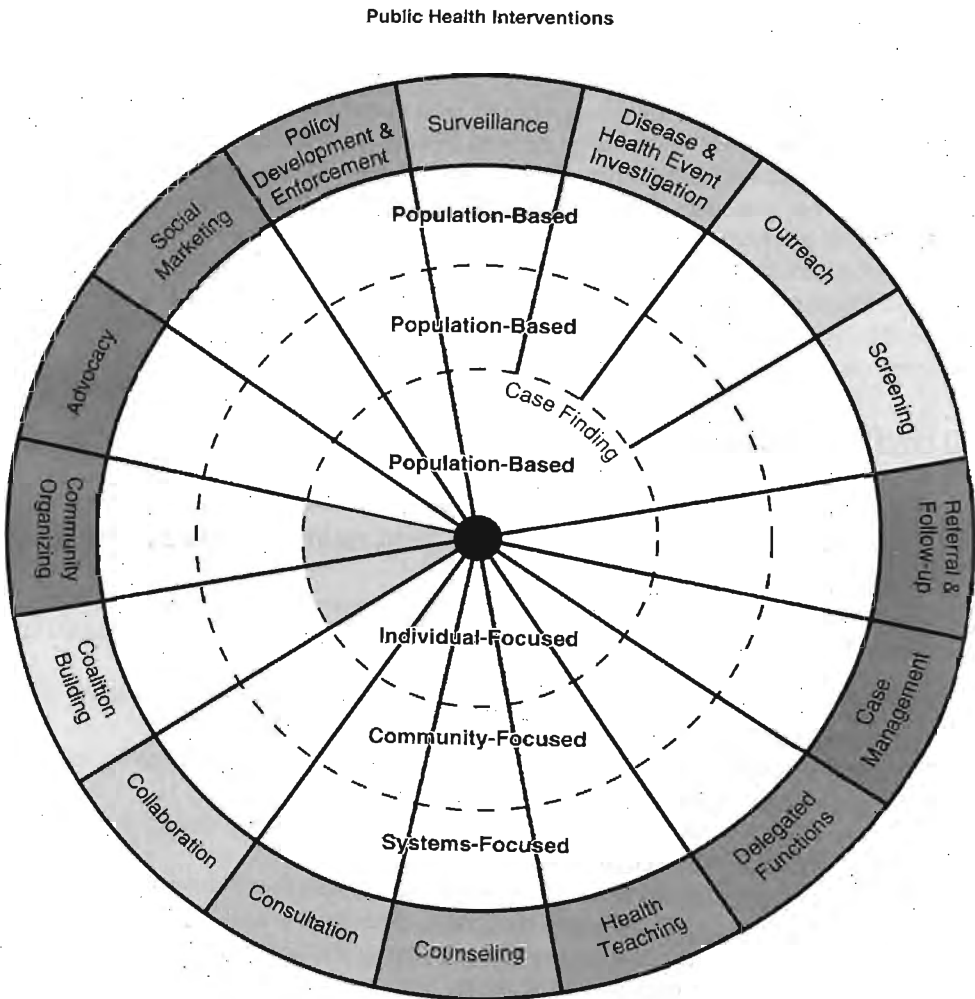 Public Health Interventions
Surveillance
Disease &
Health Event
Investigation
Outreach
Screening
Referral &
Follow-up
Case
Management
Delegated
Functions
Health
Teaching
Counseling
Consultation
Collaboration
Coalition
Building
Community
Organizing
Advocacy
Social
Marketing
Policy
Development &
Enforcement
Population-Based
Population-Based
Case Finding
Population-Based
Individual-Focused
Community-Focused
Systems-Focused